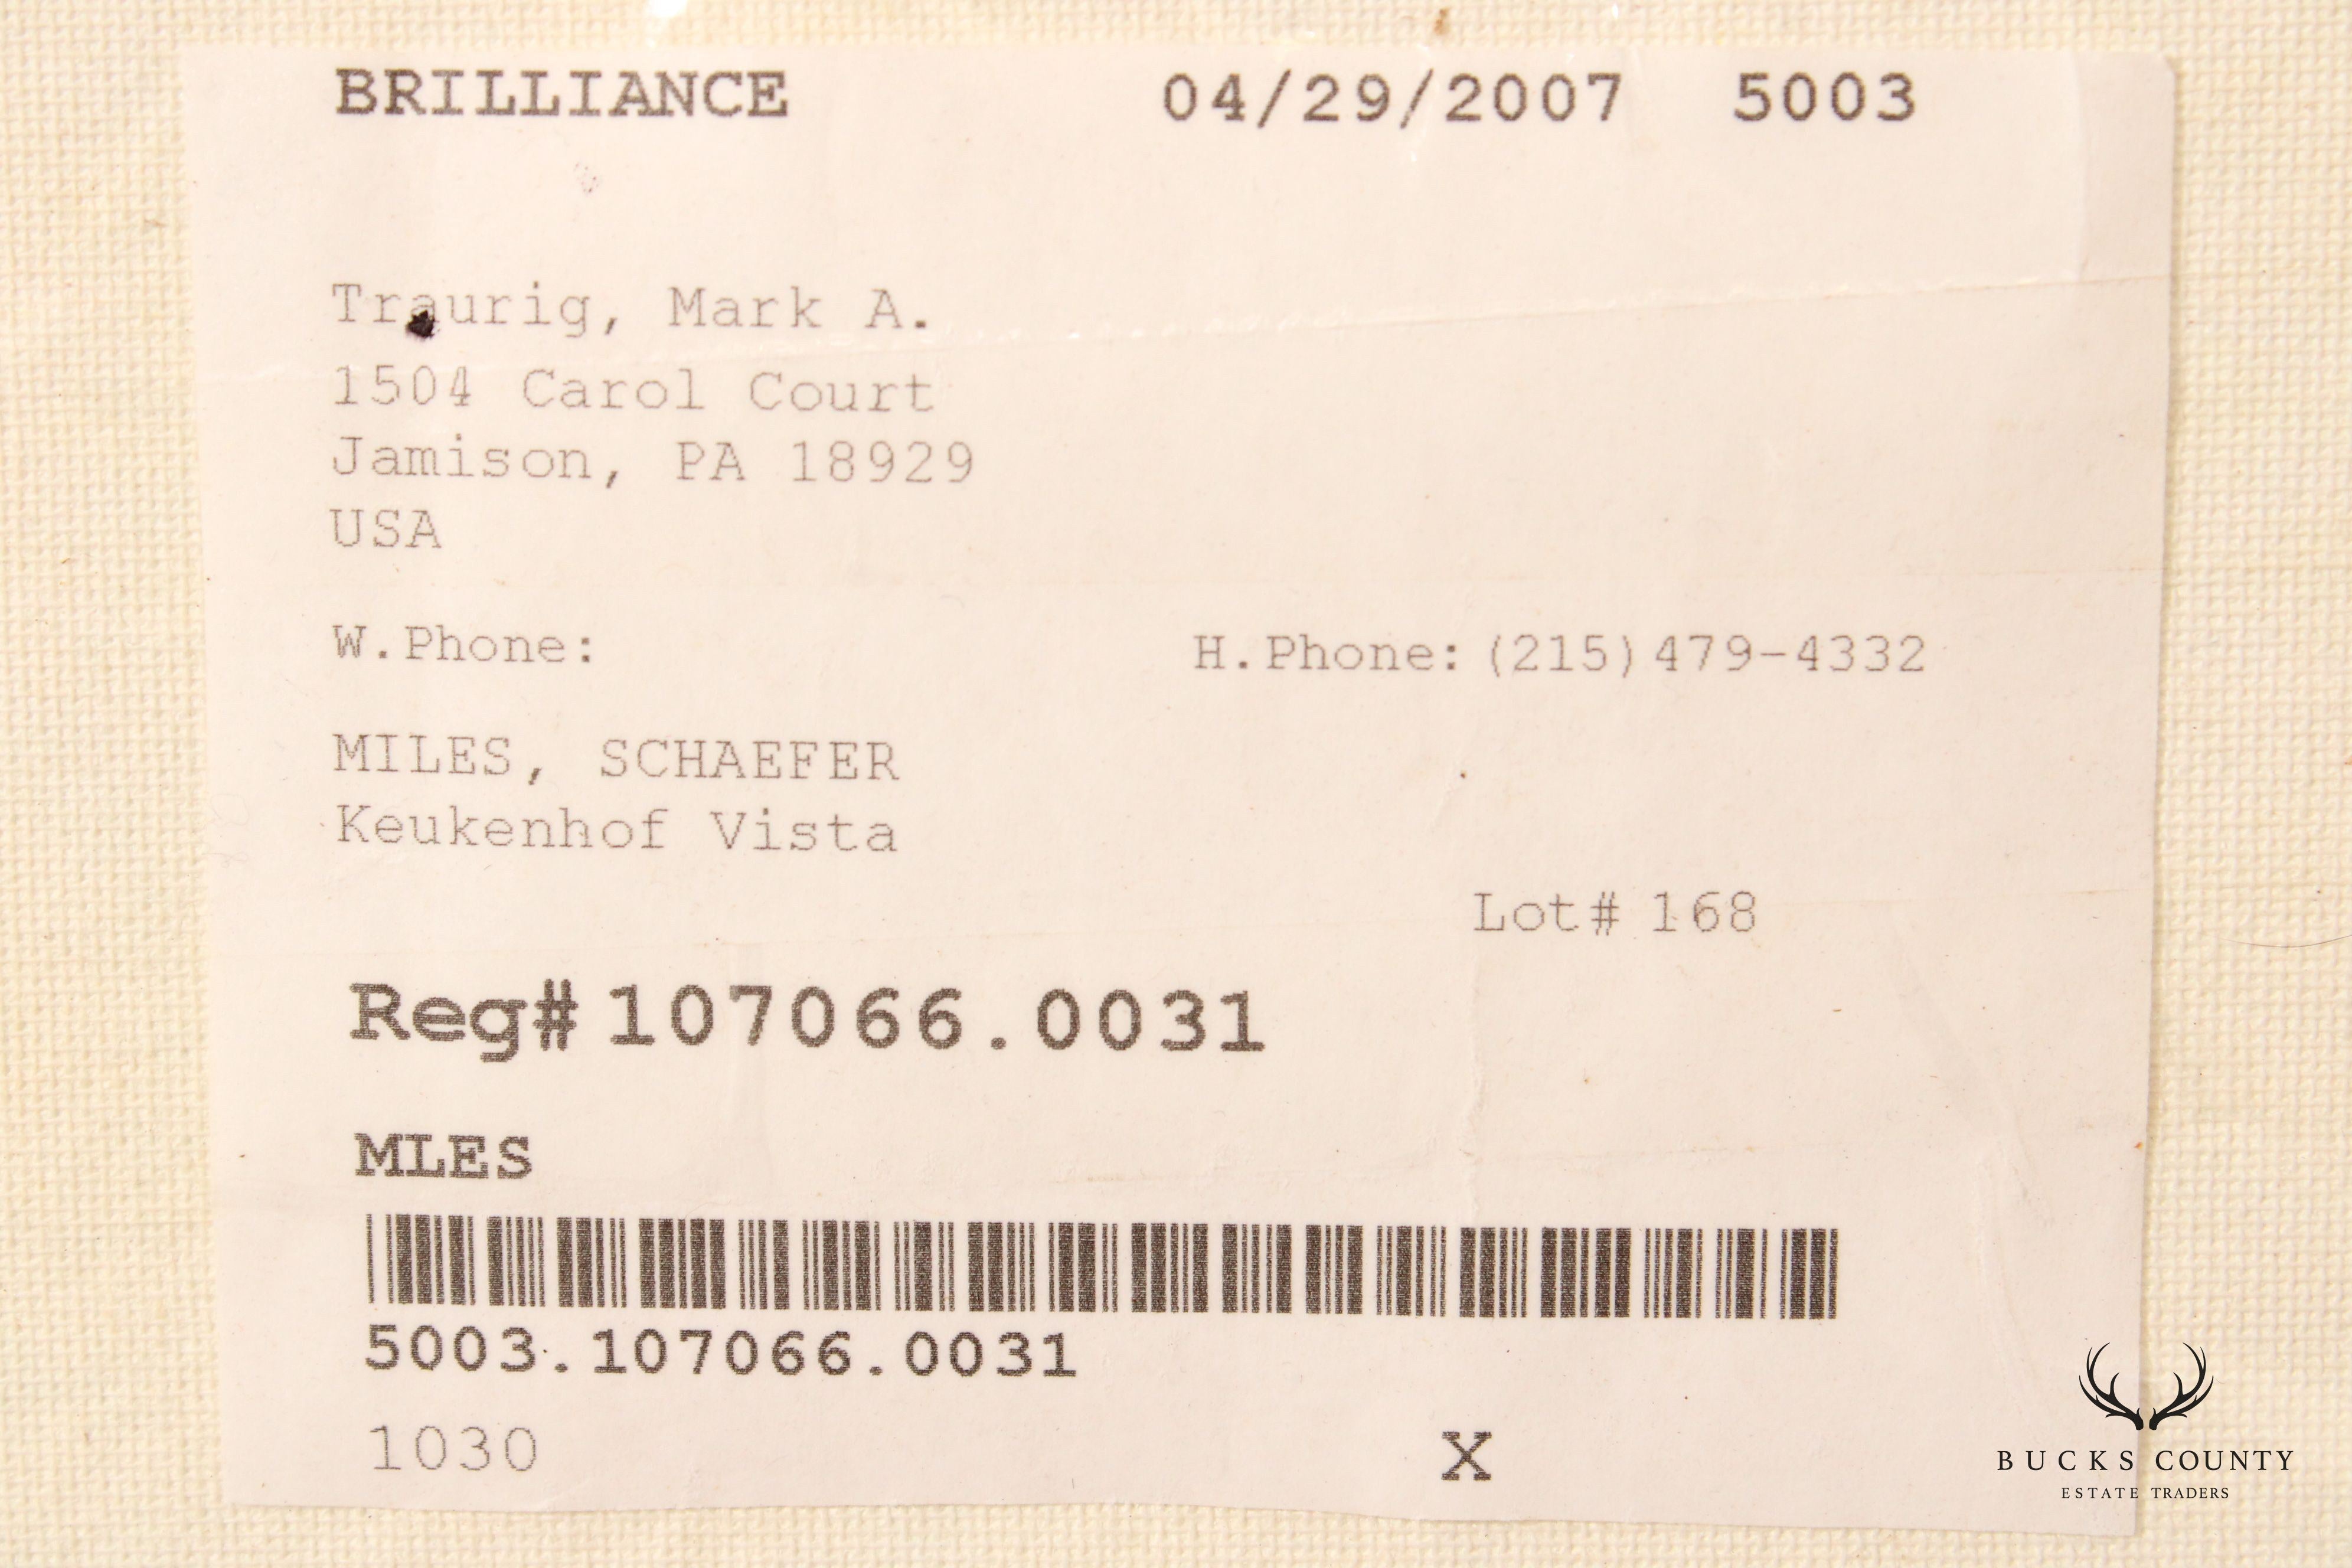 BRILLIANCE 04/29/2007 5003
Traurig, Mark A.
1504 Carol Court
Jamison, PA 18929
USA
W.Phone: H.Phone: (215)479-4332
MILES, SCHAEFER
Keukenhof Vista
Lot# 168
Reg# 107066.0031
MLES
5003.107066.0031
1030 X
BUCKS COUNTY
ESTATE TRADERS